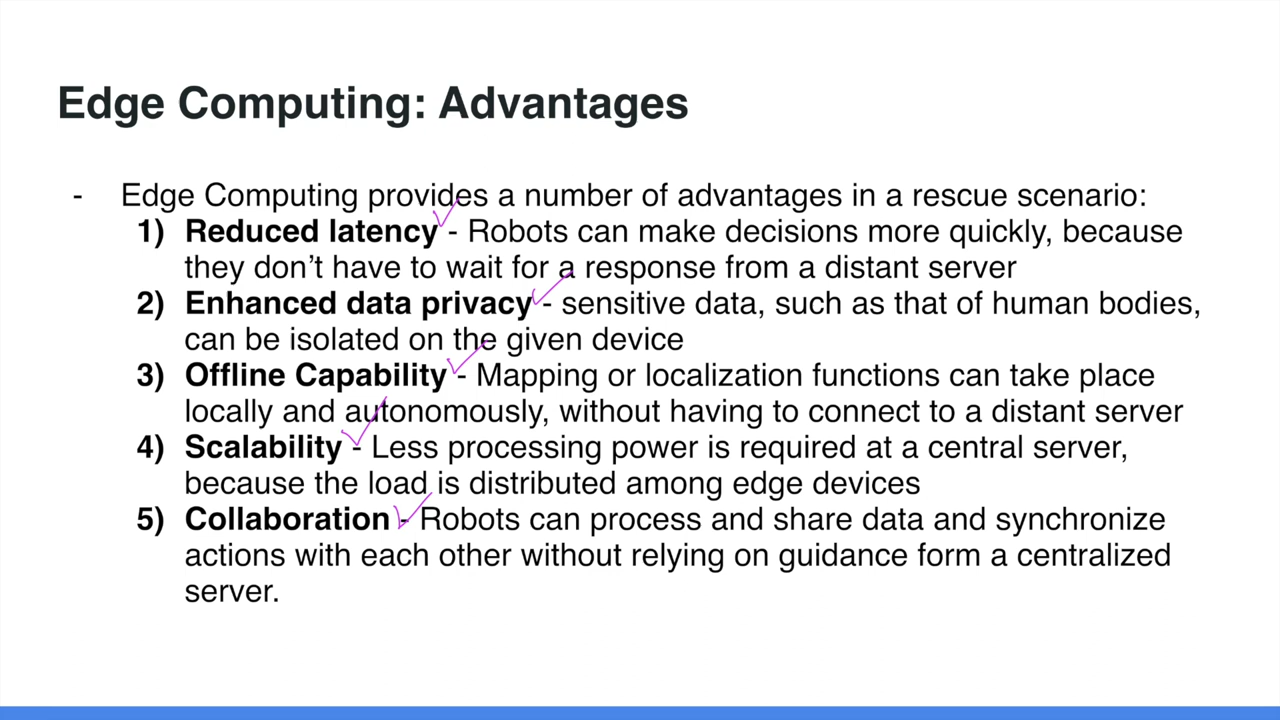 Edge Computing: Advantages
- Edge Computing provides a number of advantages in a rescue scenario:
1) Reduced latency - Robots can make decisions more quickly, because
they don’t have to wait for a response from a distant server
2) Enhanced data privacy - sensitive data, such as that of human bodies,
can be isolated on the given device
3) Offline Capability - Mapping or localization functions can take place
locally and autonomously, without having to connect to a distant server
4) Scalability - Less processing power is required at a central server,
because the load is distributed among edge devices
5) Collaboration - Robots can process and share data and synchronize
actions with each other without relying on guidance form a centralized
server.